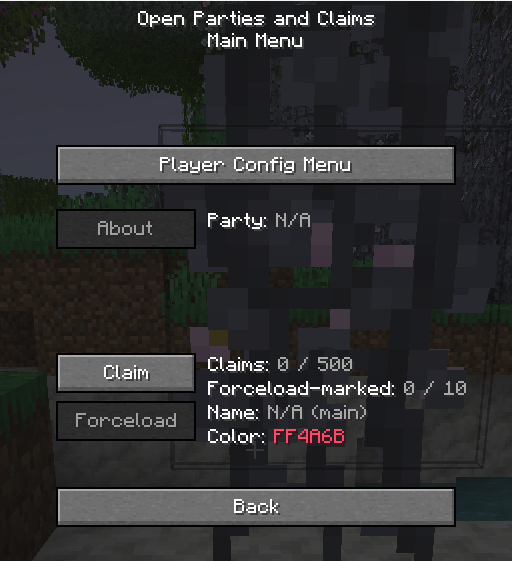 Open Parties and Claims
Main Menu
Player Config Menu
About
Party: N/A
Claim
Claims: 0 / 500
Forceload-marked: 0 / 10
Forceload
Name: N/A (main)
Color: FF4A6B
Back